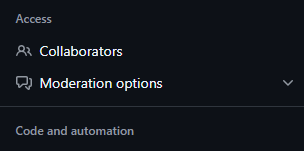 Access
Collaborators
Moderation options
Code and automation